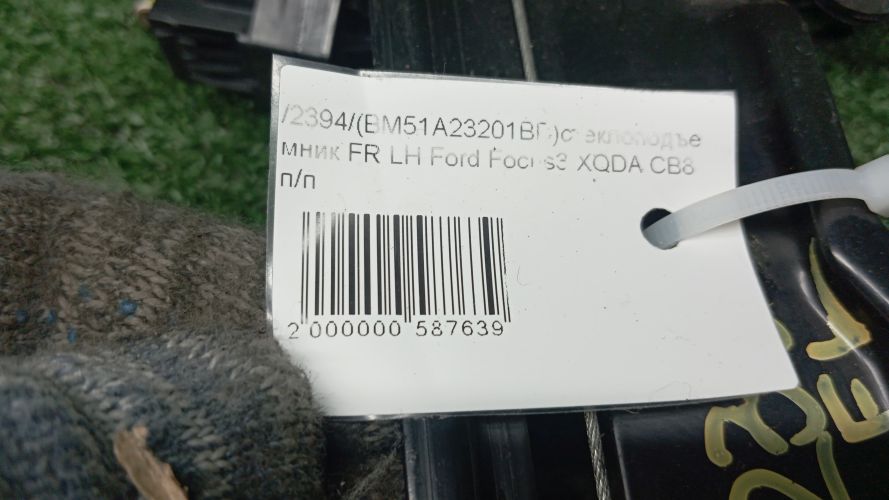 /2394/(BM51A23201BF)стеклоподъе
мник FR LH Ford Focus3 XQDA CB8
п/п
2 000000 587639